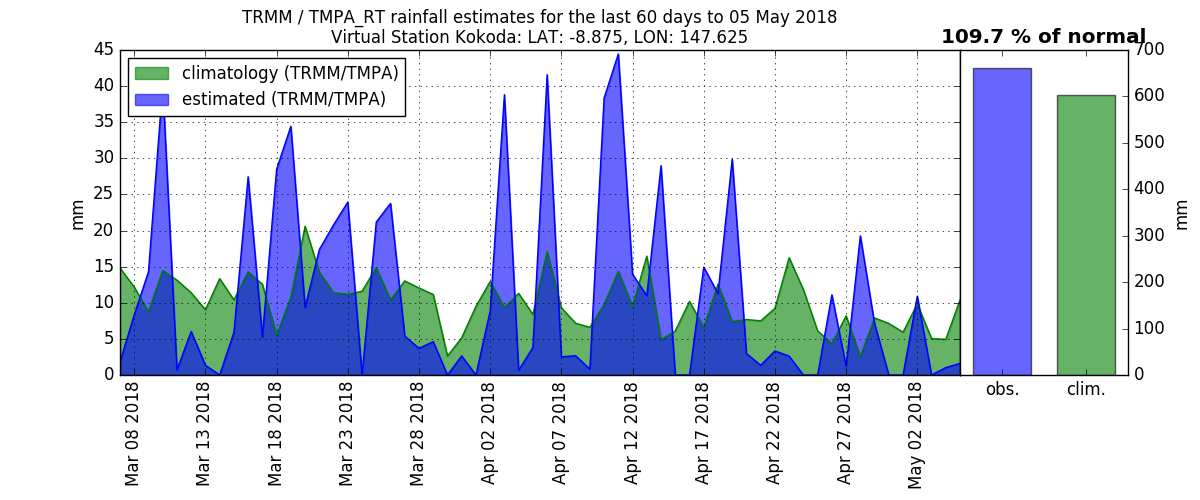 TRMM / TMPA_RT rainfall estimates for the last 60 days to 05 May 2018
Virtual Station Kokoda: LAT: -8.875, LON: 147.625
109.7 % of normal
climatology (TRMM/TMPA)
estimated (TRMM/TMPA)
mm
45
40
35
30
25
20
15
10
5
0
Mar 08 2018
Mar 13 2018
Mar 18 2018
Mar 23 2018
Mar 28 2018
Apr 02 2018
Apr 07 2018
Apr 12 2018
Apr 17 2018
Apr 22 2018
Apr 27 2018
May 02 2018
obs.
clim.
700
600
500
400
300
200
100
0
mm